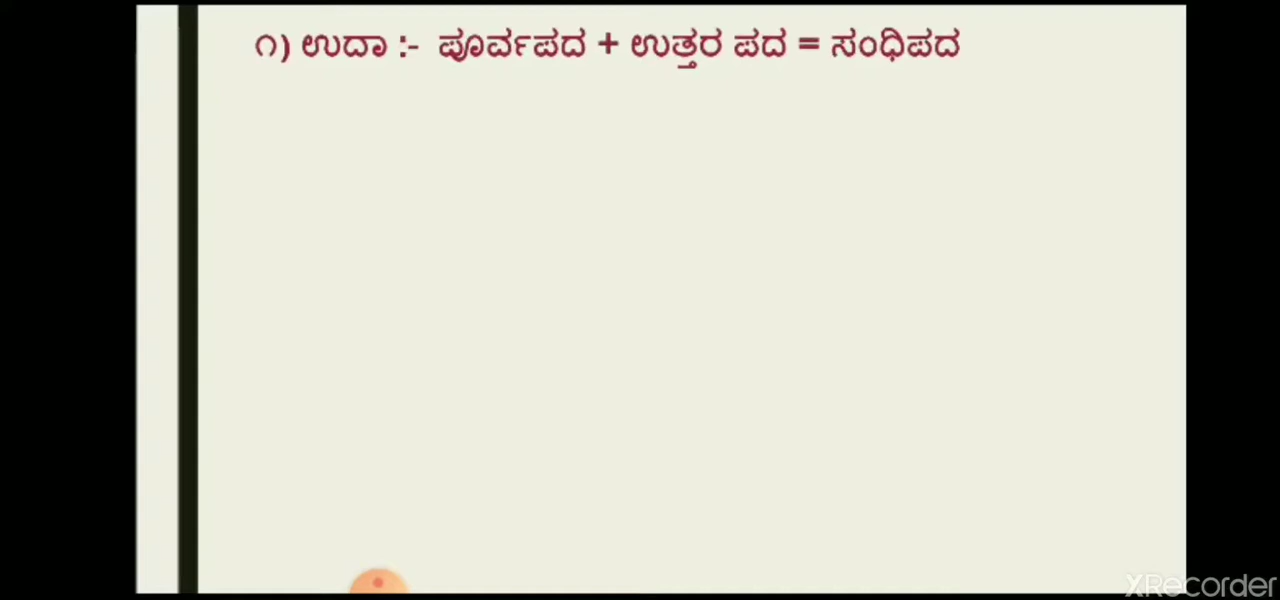 ೧) ಉದಾ :- ಪೂರ್ವಪದ + ಉತ್ತರ ಪದ = ಸಂಧಿಪದ
XRecorder